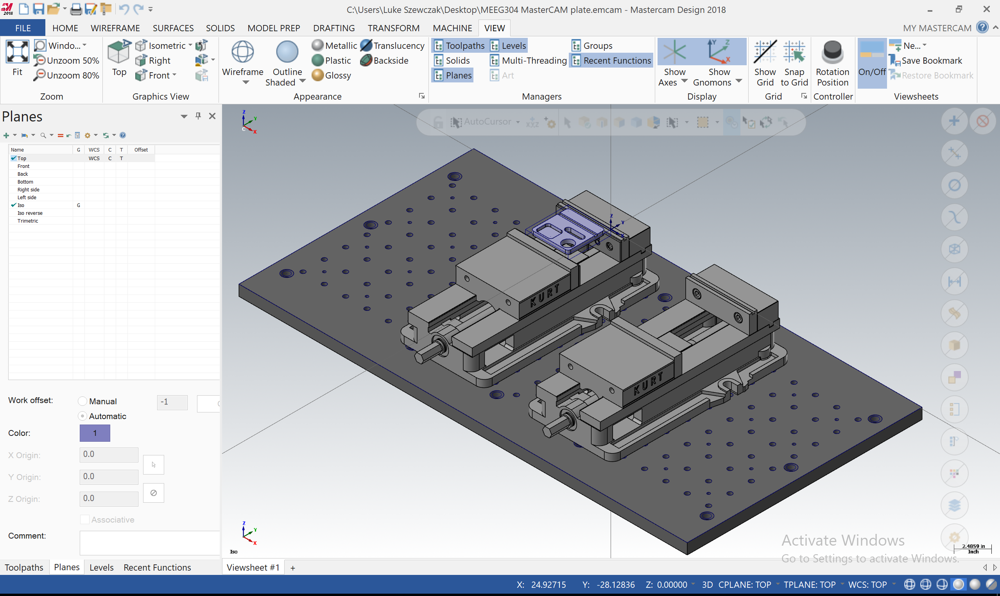 2018
C:\Users\Luke Szewczak\Desktop\MEEG304 MasterCAM plate.emcam - Mastercam Design 2018
FILE HOME WIREFRAME SURFACES SOLIDS MODEL PREP DRAFTING TRANSFORM MACHINE VIEW MY MASTERCAM
Fit
Windo...
Unzoom 50%
Unzoom 80%
Zoom
Top
Isometric
Right
Front
Graphics View
Wireframe
Outline
Shaded
Metallic
Plastic
Glossy
Translucency
Backside
Appearance
Toolpaths
Solids
Planes
Levels
Multi-Threading
Art
Groups
Recent Functions
Managers
Show
Axes
Show
Gnomons
Display
Show
Grid
Snap
to Grid
Grid
Rotation
Position
Controller
On/Off
Ne...
Save Bookmark
Restore Bookmark
Viewsheets
Planes
Name G WCS C T Offset
Top WCS C T
Front
Back
Bottom
Right side
Left side
Iso G
Iso reverse
Trimetric
Work offset:
Manual
-1
Automatic
Color:
1
X Origin:
0.0
Y Origin:
0.0
Z Origin:
0.0
Associative
Comment:
Toolpaths Planes Levels Recent Functions
Z
Y
C
X
AutoCursor
XYZ
Z
Y
X
KURT
KURT
Z
Y
X
Iso
Activate Windows
Go to Settings to activate Windows.
2.4859 in
Inch
Viewsheet #1 +
X: 24.92715 Y: -28.12836 Z: 0.00000 3D CPLANE: TOP TPLANE: TOP WCS: TOP